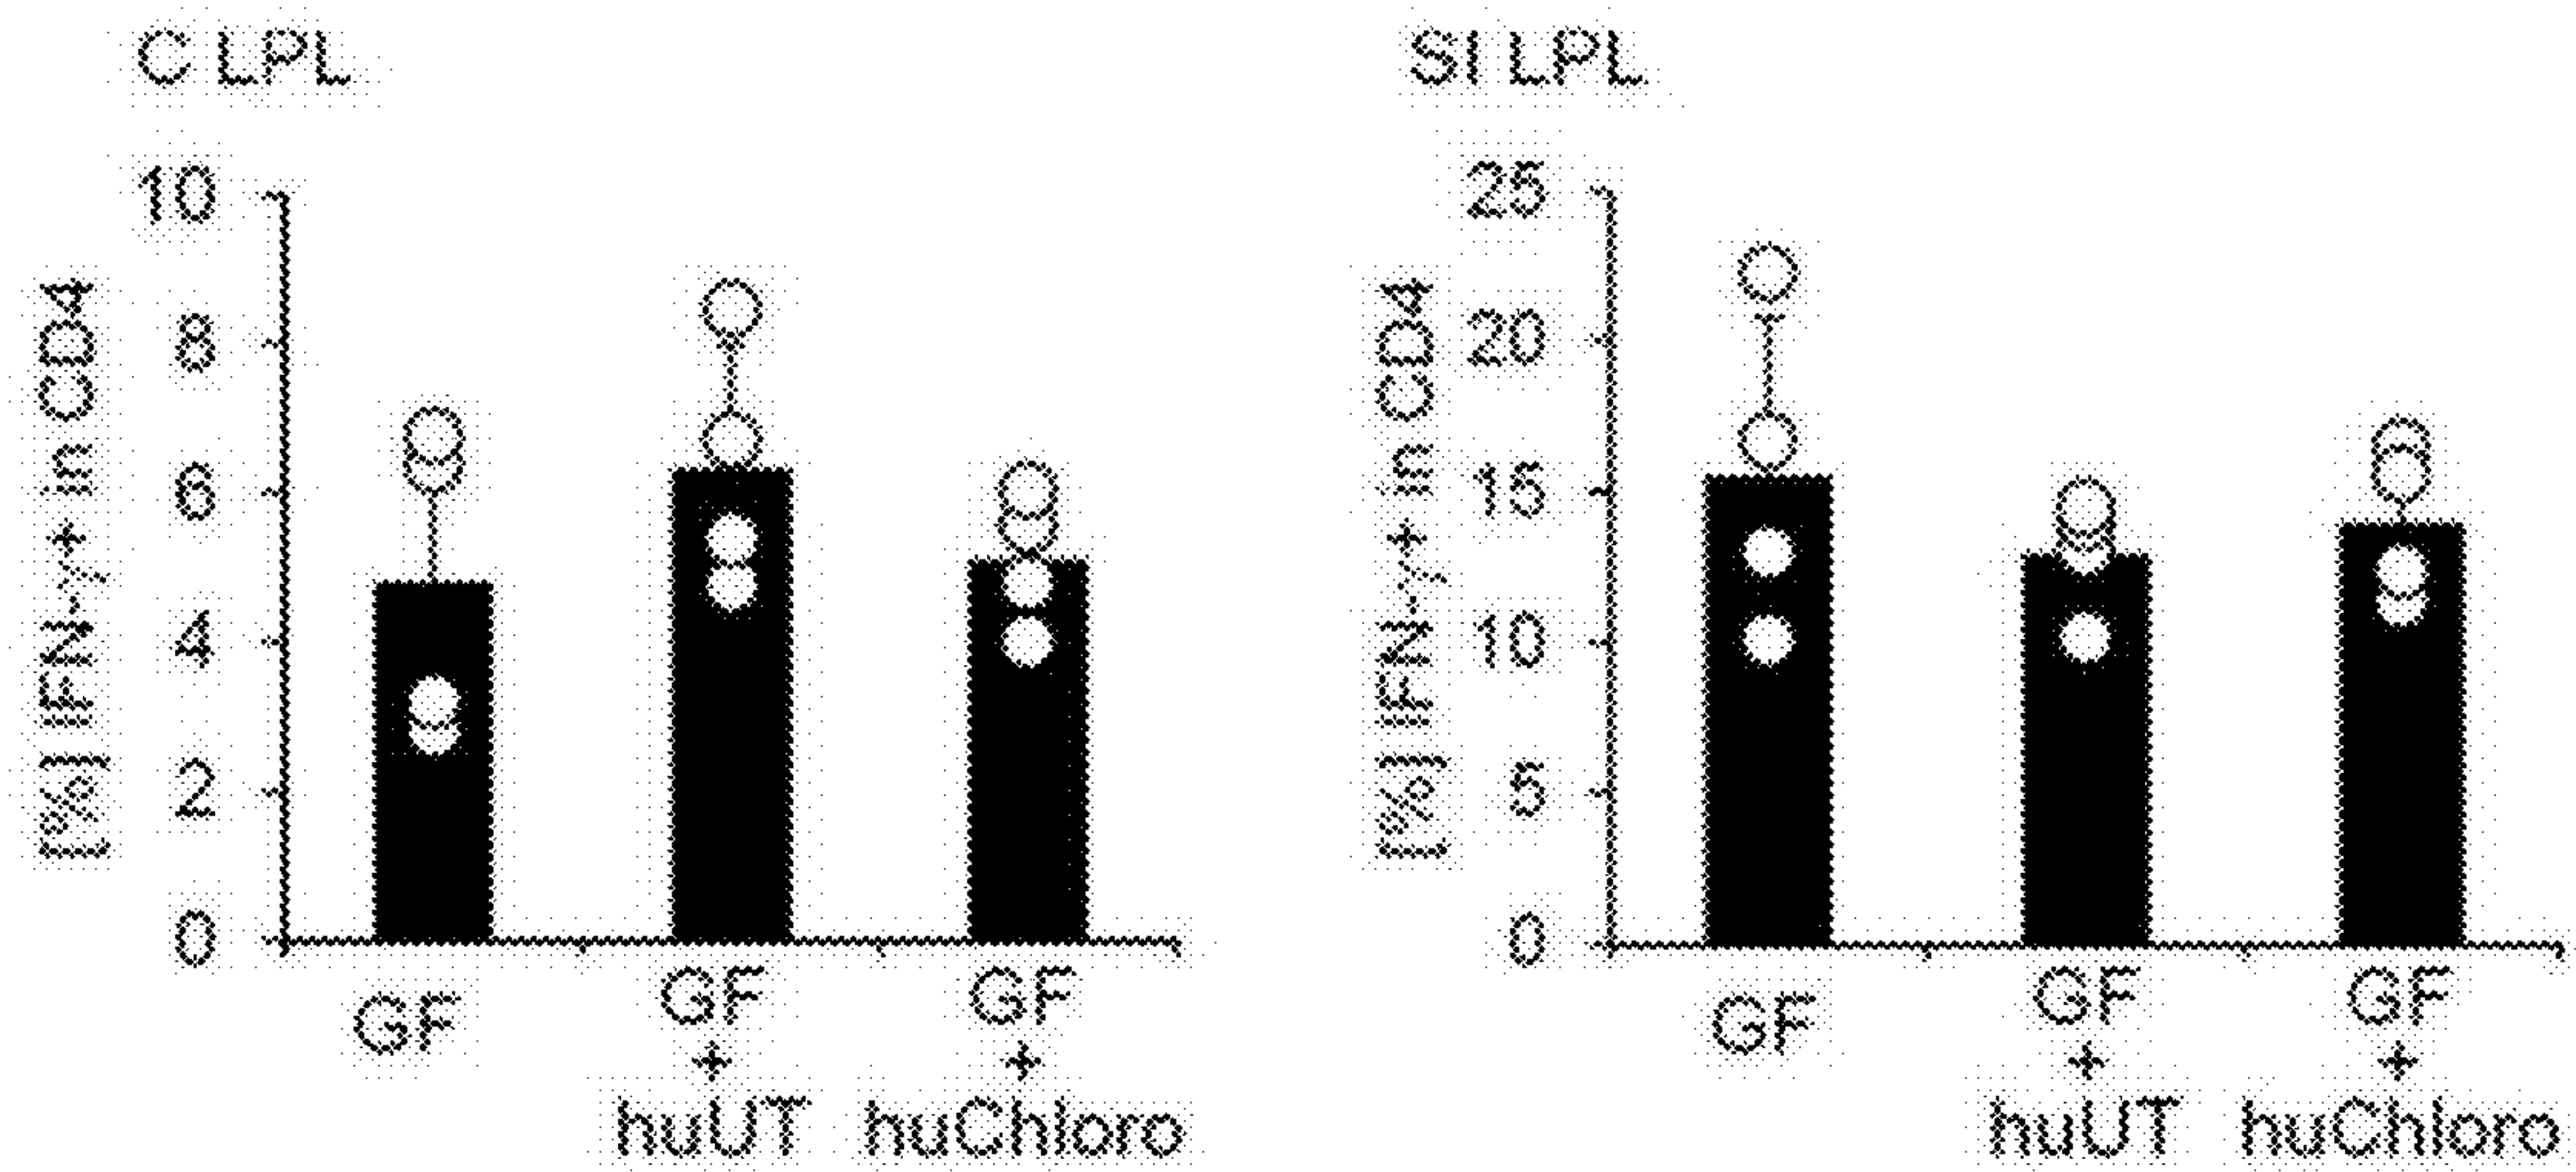 C LPL
[%] IFN-γ+ in CD4
10
8
6
4
2
0
GF
GF
+
huUT
GF
+
huChloro
SI LPL
[%] IFN-γ+ in CD4
25
20
15
10
5
0
GF
GF
+
huUT
GF
+
huChloro